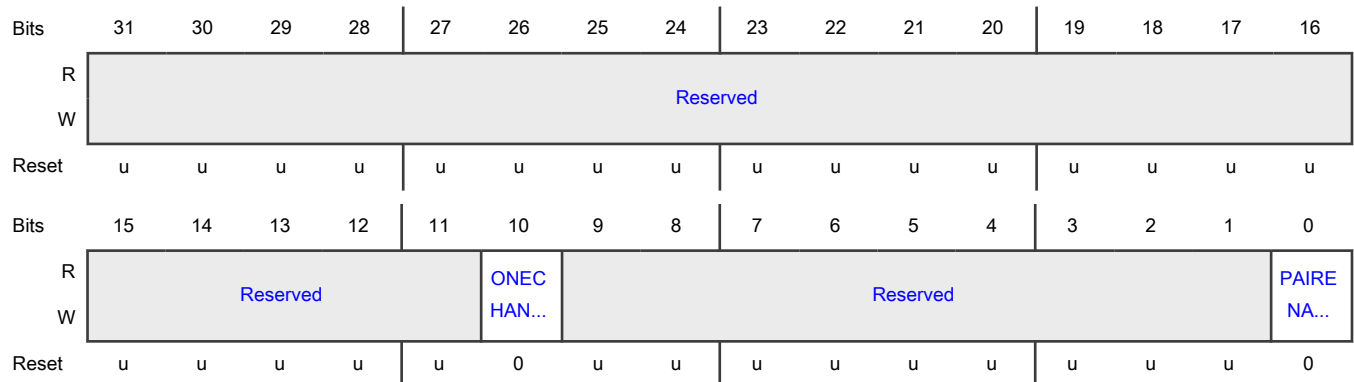 Bits 31 30 29 28 27 26 25 24 23 22 21 20 19 18 17 16
R
Reserved
W
Reset u u u u u u u u u u u u u u u u
Bits 15 14 13 12 11 10 9 8 7 6 5 4 3 2 1 0
R ONEC PAIRE
Reserved Reserved
W HAN... NA...
Reset u u u u u 0 u u u u u u u u u 0